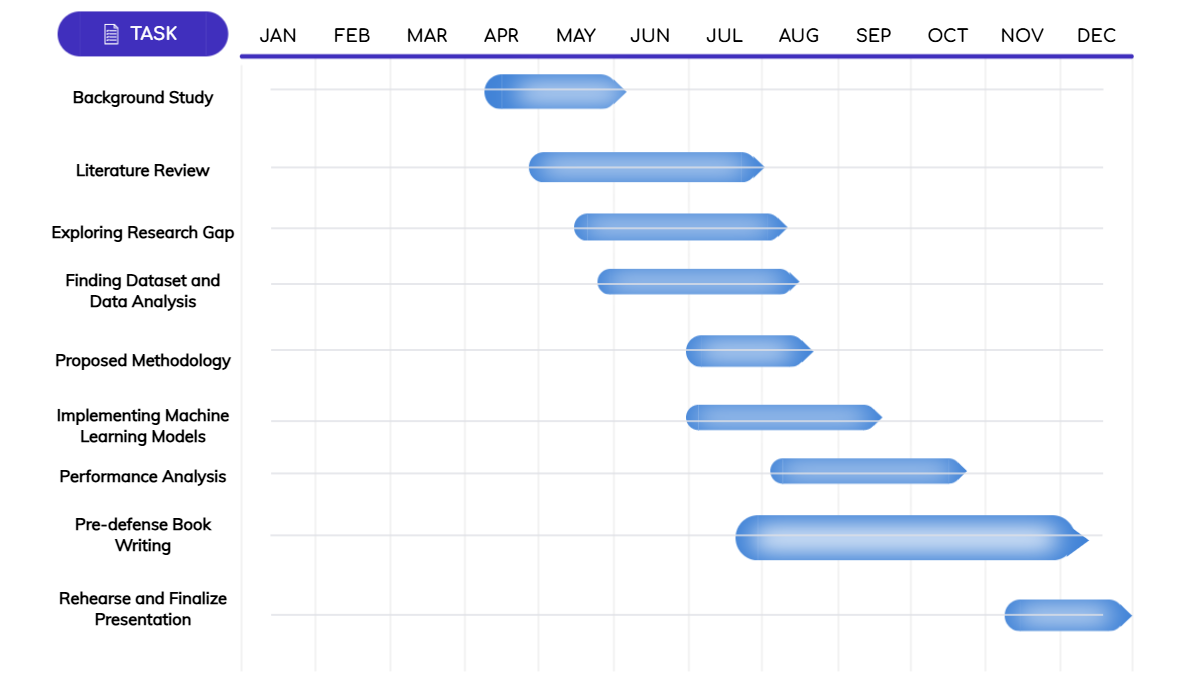 TASK
JAN FEB MAR APR MAY JUN JUL AUG SEP OCT NOV DEC
Background Study
Literature Review
Exploring Research Gap
Finding Dataset and
Data Analysis
Proposed Methodology
Implementing Machine
Learning Models
Performance Analysis
Pre-defense Book
Writing
Rehearse and Finalize
Presentation